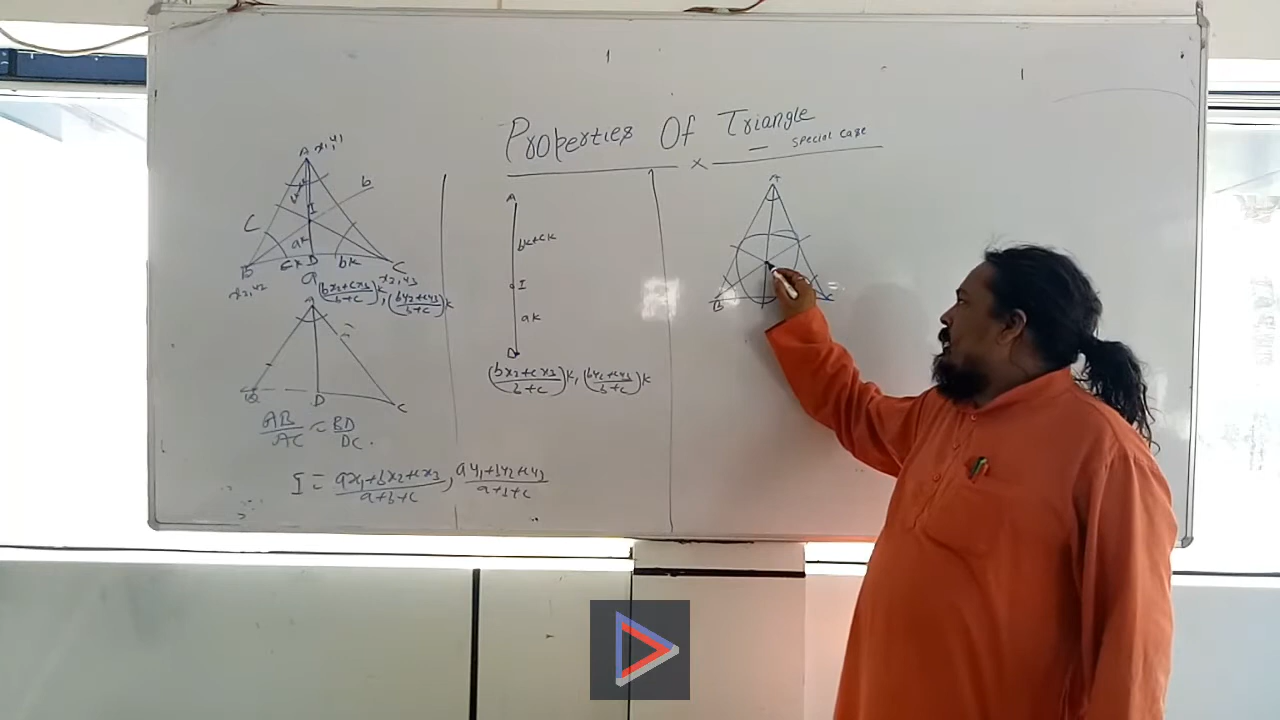 Properties Of Triangle
special case
A x1, y1
b
C
I
ak
B
D
C
ck
bk
x2, y2
a
x3, y3
(bx2+cx3/b+c)k, (by2+cy3/b+c)k
A
B
D
C
AB/AC = BD/DC.
I = ax1+bx2+cx3/a+b+c, ay1+by2+cy3/a+b+c
A
bk+ck
I
ak
D
(bx2+cx3/b+c)k, (by2+cy3/b+c)k
A
B
C